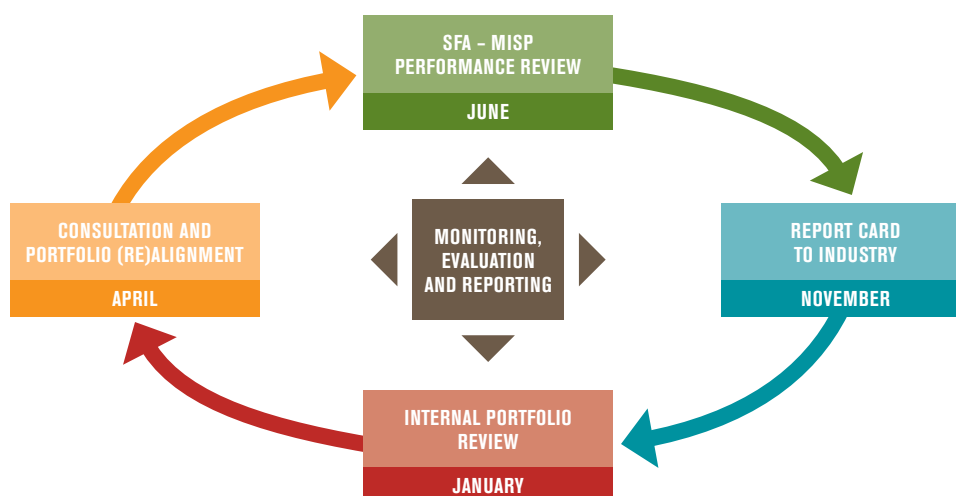 SFA – MISP
PERFORMANCE REVIEW
JUNE
CONSULTATION AND
PORTFOLIO (RE)ALIGNMENT
APRIL
MONITORING,
EVALUATION
AND REPORTING
REPORT CARD
TO INDUSTRY
NOVEMBER
INTERNAL PORTFOLIO
REVIEW
JANUARY